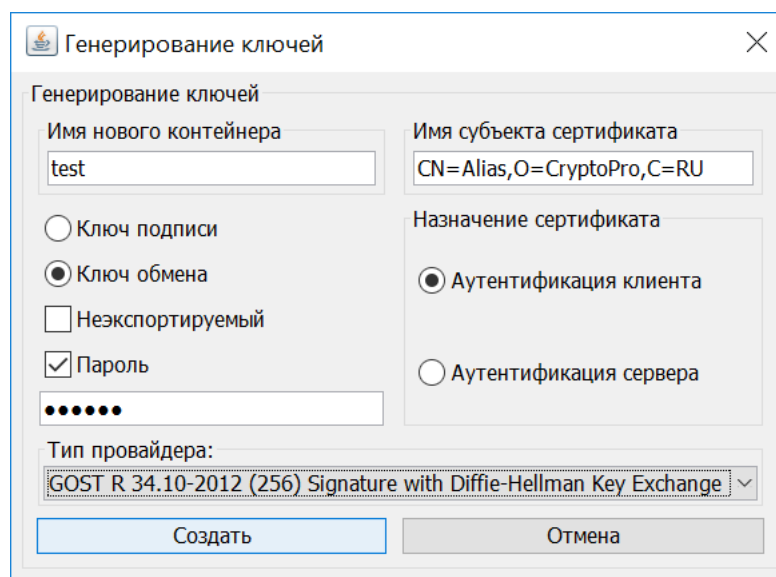 Генерирование ключей
Генерирование ключей
Имя нового контейнера
test
Имя субъекта сертификата
CN=Alias,O=CryptoPro,C=RU
Ключ подписи
Ключ обмена
Неэкспортируемый
Пароль
••••••
Назначение сертификата
Аутентификация клиента
Аутентификация сервера
Тип провайдера:
GOST R 34.10-2012 (256) Signature with Diffie-Hellman Key Exchange
Создать
Отмена